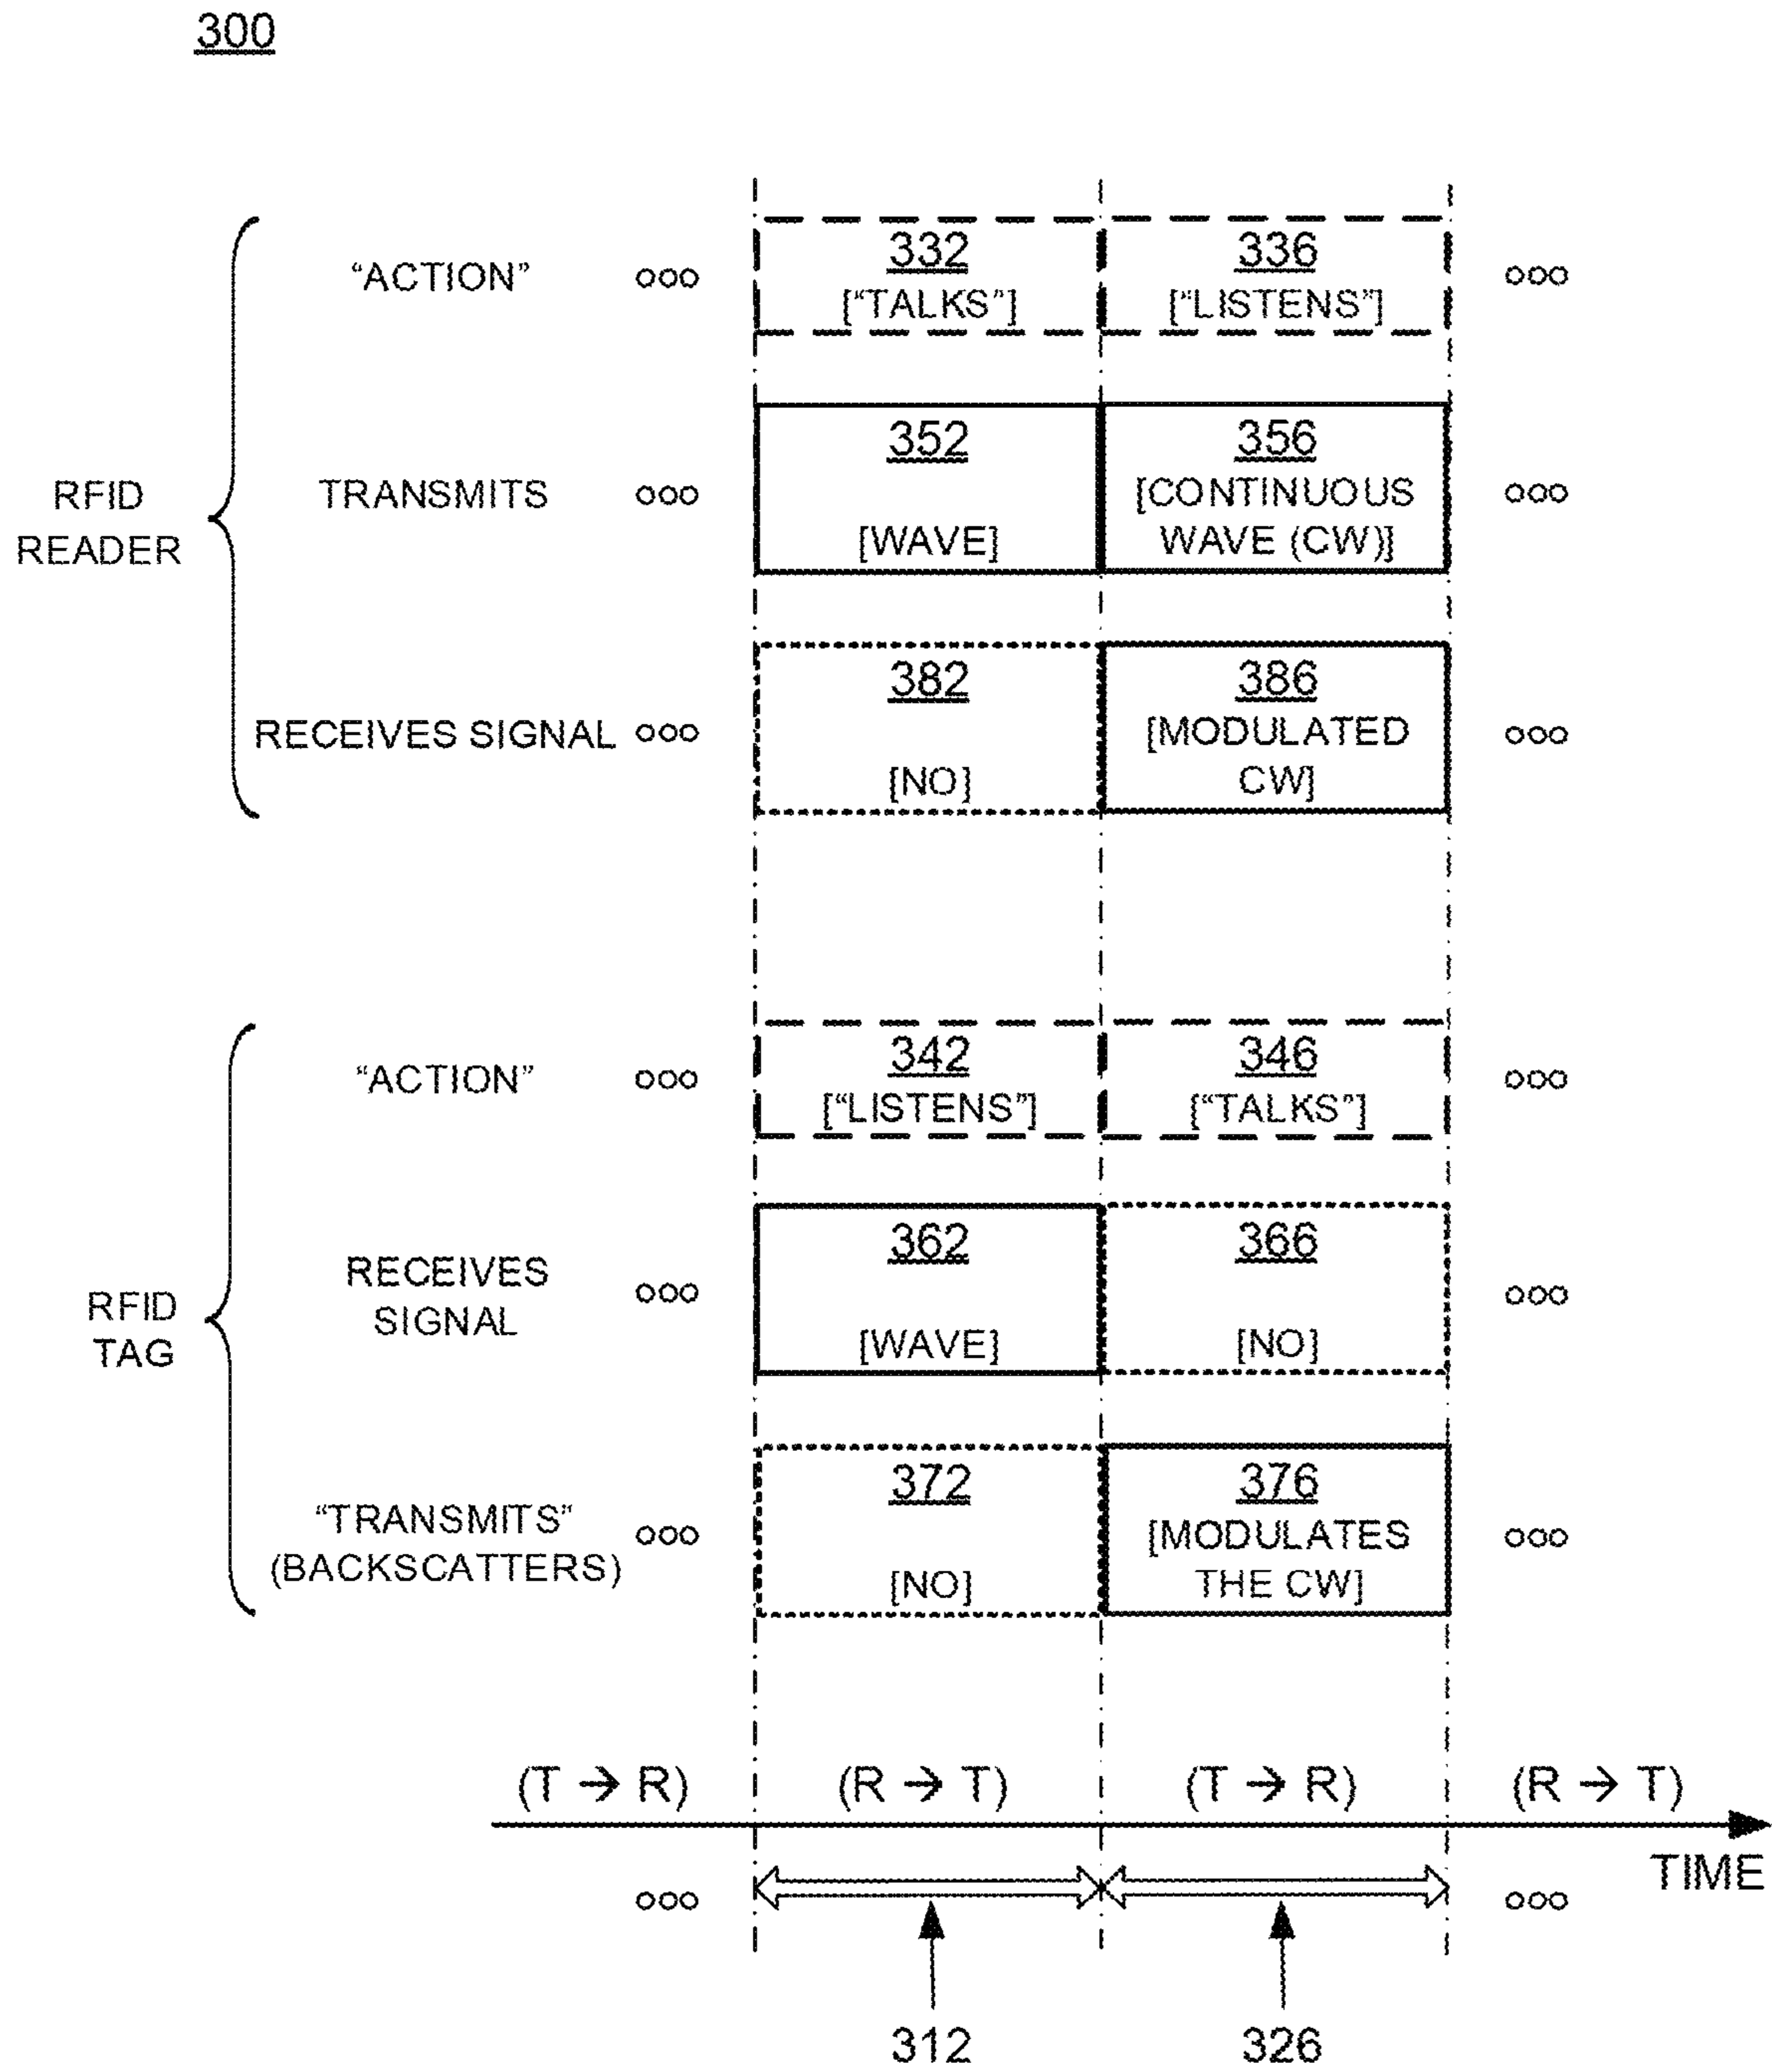 300
332 336
“ACTION” ooo ooo
[“TALKS”] [“LISTENS”]
352 356
RFID READER
TRANSMITS ooo [CONTINUOUS ooo
[WAVE] WAVE (CW)]
382 386
RECEIVES SIGNAL ooo [MODULATED ooo
[NO] CW]
342 346
“ACTION” ooo ooo
[“LISTENS”] [“TALKS”]
362 366
RFID TAG
RECEIVES
SIGNAL ooo ooo
[WAVE] [NO]
372 376
“TRANSMITS” ooo [MODULATES ooo
(BACKSCATTERS) [NO] THE CW]
(T → R) (R → T) (T → R) (R → T)
TIME
ooo ooo
312 326